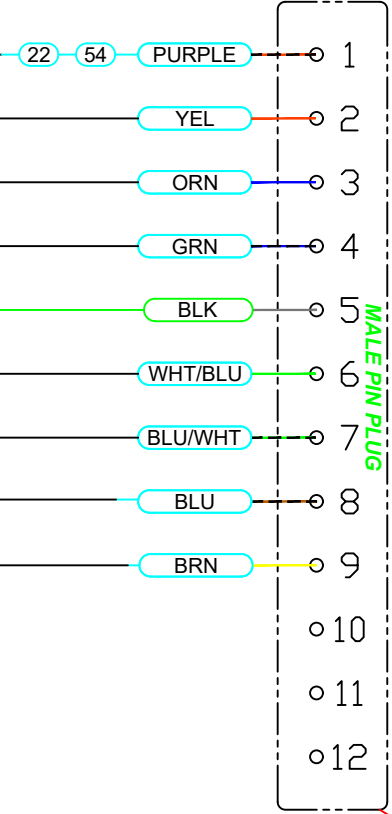 22 54 PURPLE 1
YEL 2
ORN 3
GRN 4
BLK 5
WHT/BLU 6
BLU/WHT 7
BLU 8
BRN 9
10
11
12
MALE PIN PLUG